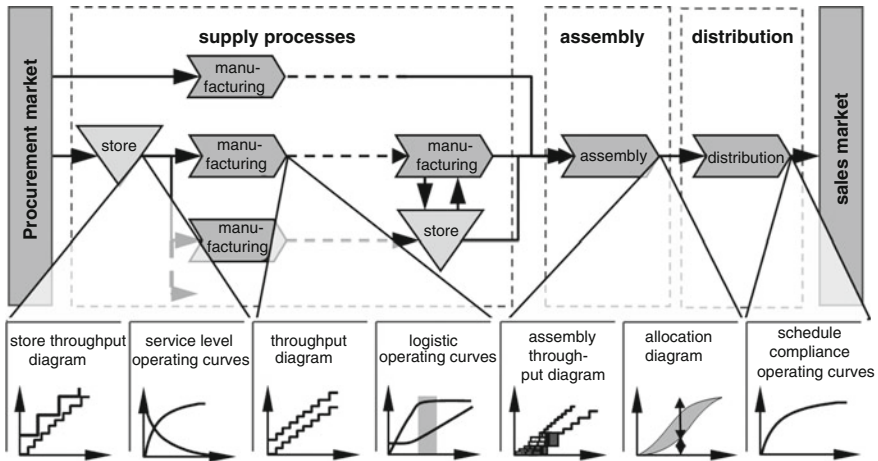 supply processes
assembly
distribution
Procurement market
manu-
facturing
store
manu-
facturing
manu-
facturing
manu-
facturing
store
assembly
distribution
sales market
store throughput
diagram
service level
operating curves
throughput
diagram
logistic
operating curves
assembly
through-
put diagram
allocation
diagram
schedule
compliance
operating curves